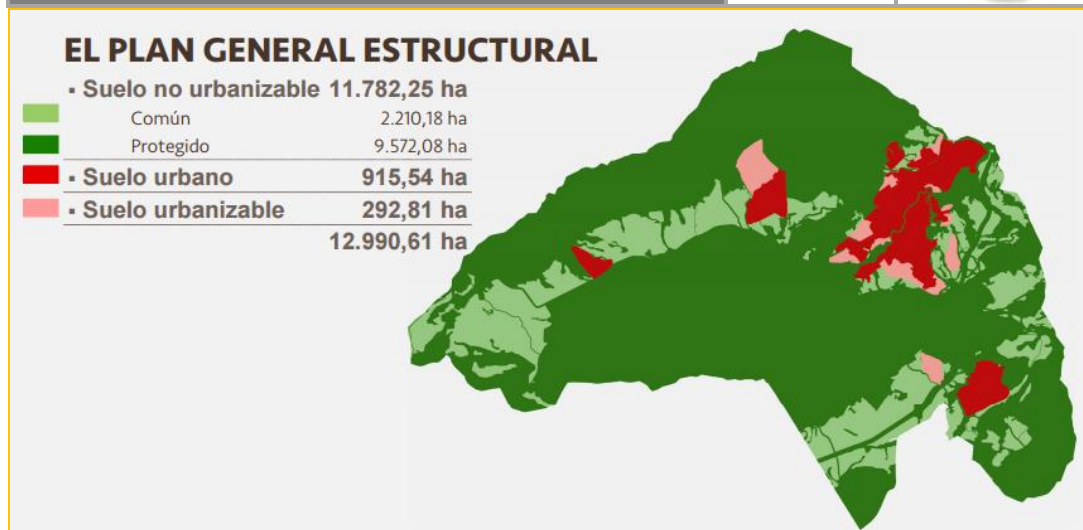 EL PLAN GENERAL ESTRUCTURAL
▪ Suelo no urbanizable 11.782,25 ha
Común 2.210,18 ha
Protegido 9.572,08 ha
▪ Suelo urbano 915,54 ha
▪ Suelo urbanizable 292,81 ha
12.990,61 ha